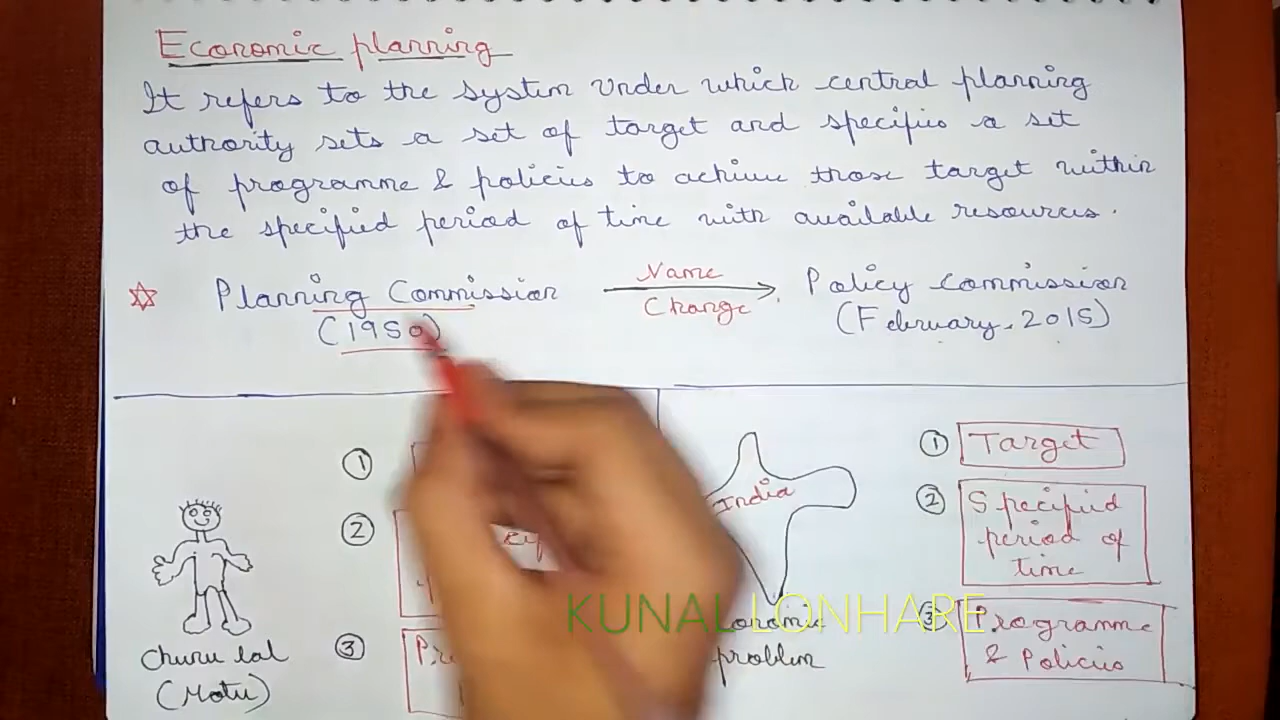 Economic planning
It refers to the system under which central planning
authority sets a set of target and specifies a set
of programme & policies to achieve those target within
the specified period of time with available resources.
Planning Commission
(1950)
Name
Change
Policy commission
(February, 2015)
1
2
3
Churu lal
(Motu)
India
problem
1 Target
2 Specified
period of
time
3 Programme
& Policies
KUNAL LONHARE